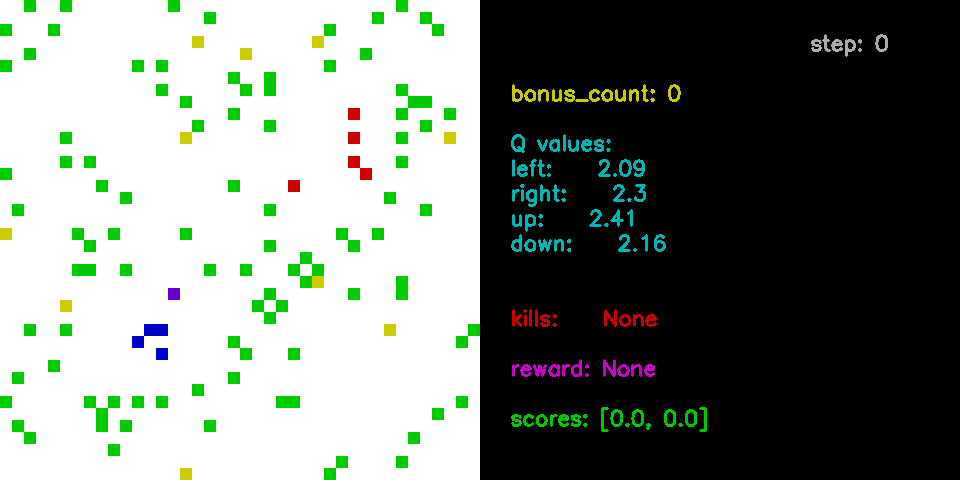 step: 0
bonus_count: 0
Q values:
left: 2.09
right: 2.3
up: 2.41
down: 2.16
kills: None
reward: None
scores: [0.0, 0.0]